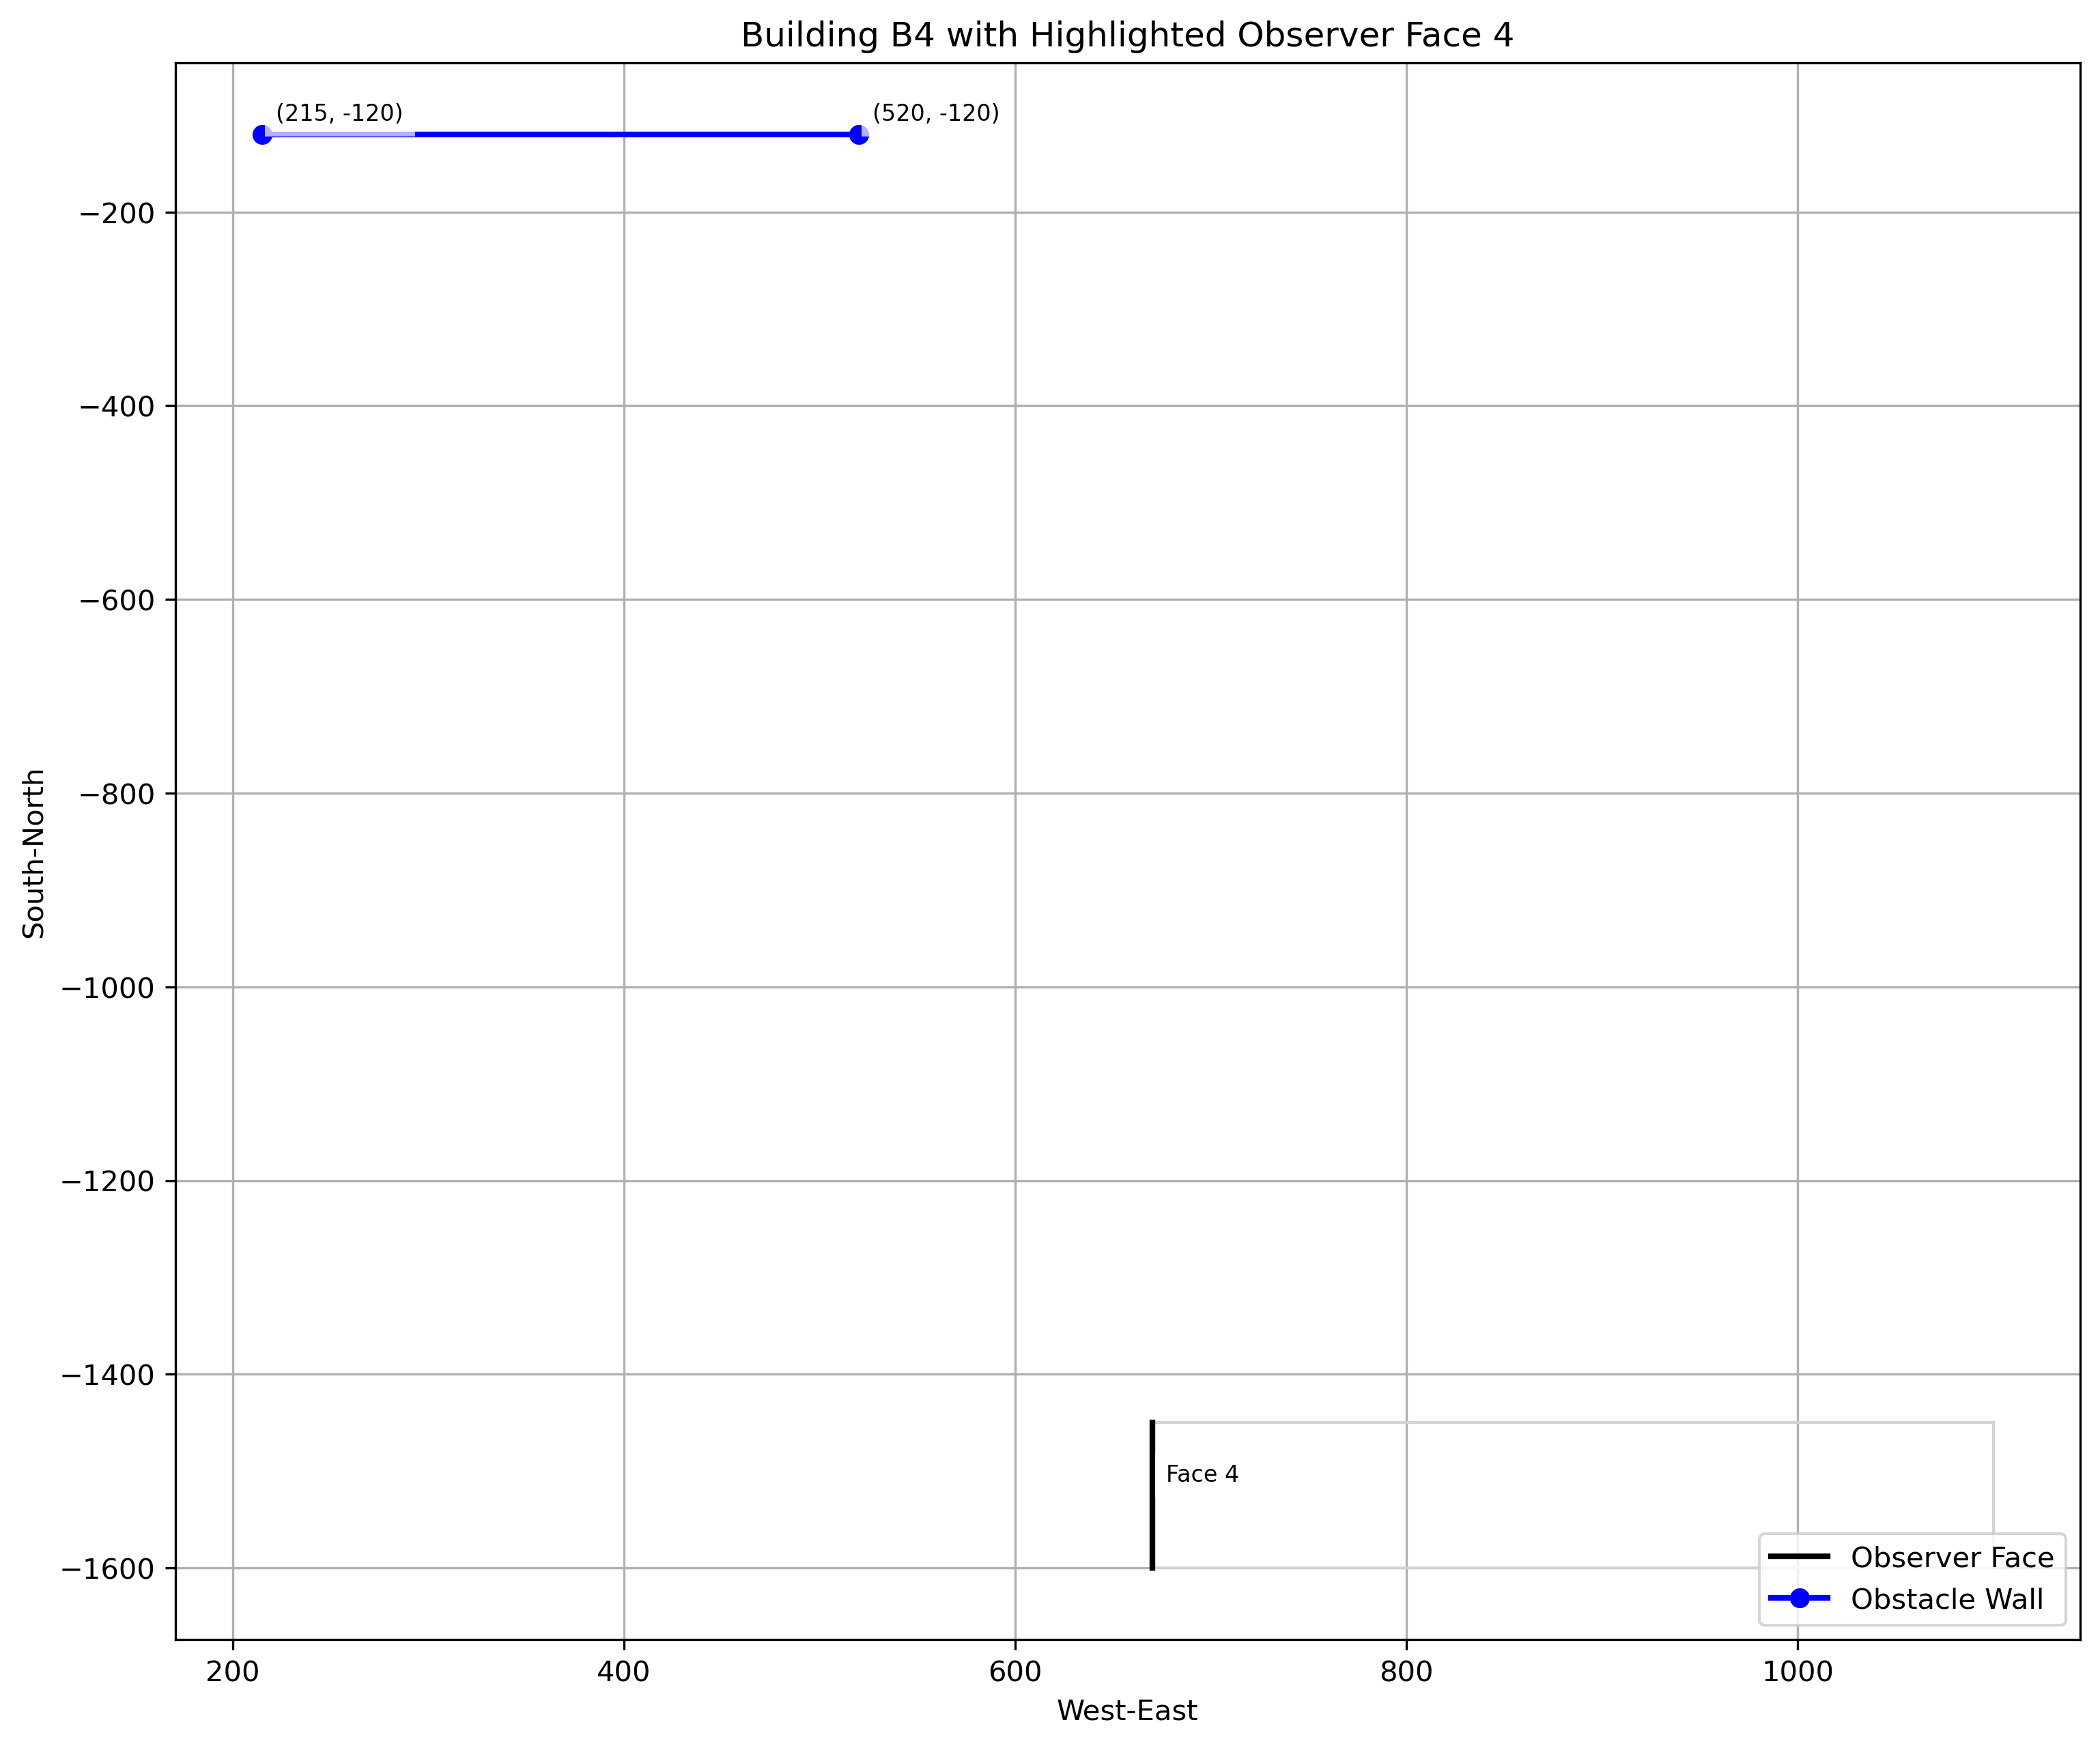 Building B4 with Highlighted Observer Face 4
(215, -120)
(520, -120)
−200
−400
−600
−800
−1000
−1200
−1400
−1600
South-North
Face 4
Observer Face
Obstacle Wall
200
400
600
800
1000
West-East